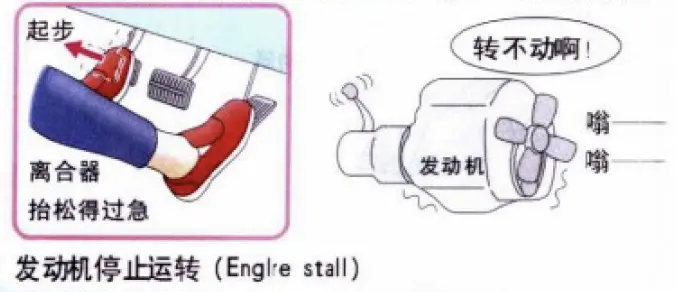 起步
离合器
抬松得过急
转不动啊!
发动机
嗡——
嗡——
发动机停止运转 (Englre stall)